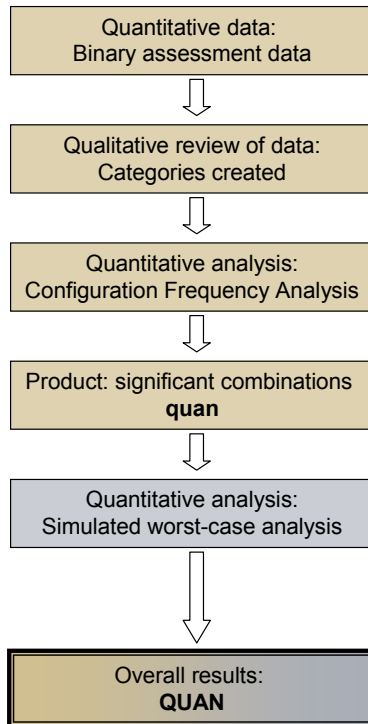 Quantitative data:
Binary assessment data
Qualitative review of data:
Categories created
Quantitative analysis:
Configuration Frequency Analysis
Product: significant combinations
quan
Quantitative analysis:
Simulated worst-case analysis
Overall results:
QUAN